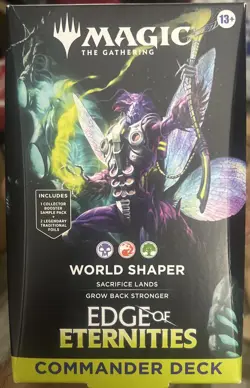 MAGIC
THE GATHERING
13+
INCLUDES
1 COLLECTOR
BOOSTER
SAMPLE PACK
2 LEGENDARY
TRADITIONAL
FOILS
WORLD SHAPER
SACRIFICE LANDS
GROW BACK STRONGER
EDGE OF
ETERNITIES
COMMANDER DECK